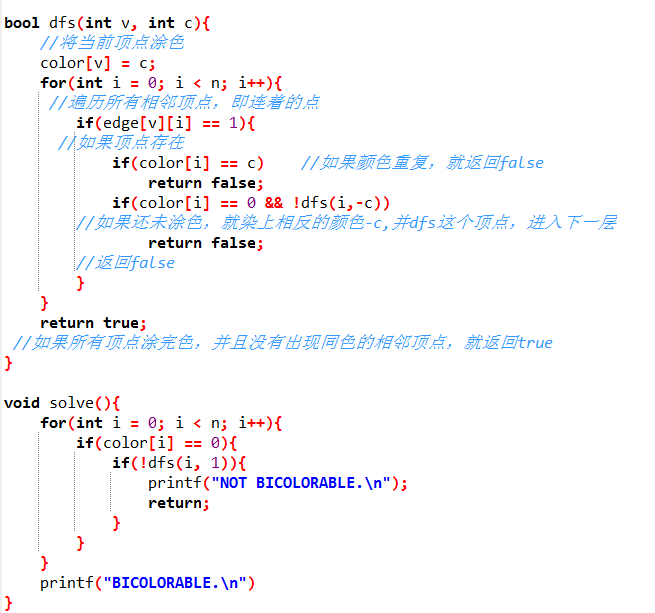 bool dfs(int v, int c){
    //将当前顶点涂色
    color[v] = c;
    for(int i = 0; i < n; i++){
     //遍历所有相邻顶点，即连着的点
        if(edge[v][i] == 1){
      //如果顶点存在
            if(color[i] == c)    //如果颜色重复，就返回false
                return false;
            if(color[i] == 0 && !dfs(i,-c))
        //如果还未涂色，就染上相反的颜色-c,并dfs这个顶点，进入下一层
                return false;
        //返回false
        }
    }
    return true;
 //如果所有顶点涂完色，并且没有出现同色的相邻顶点，就返回true
}

void solve(){
    for(int i = 0; i < n; i++){
        if(color[i] == 0){
            if(!dfs(i, 1)){
                printf("NOT BICOLORABLE.\n");
                return;
            }
        }
    }
    printf("BICOLORABLE.\n")
}